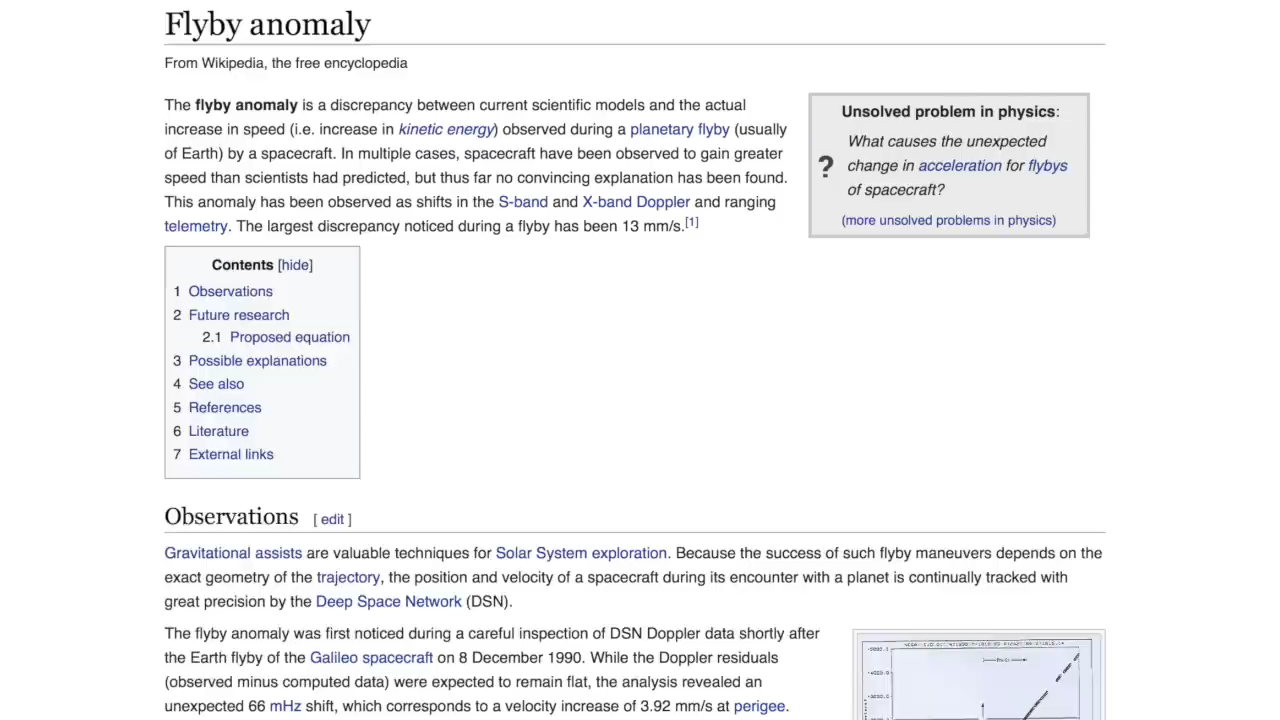 Flyby anomaly
From Wikipedia, the free encyclopedia
The flyby anomaly is a discrepancy between current scientific models and the actual
increase in speed (i.e. increase in kinetic energy) observed during a planetary flyby (usually
of Earth) by a spacecraft. In multiple cases, spacecraft have been observed to gain greater
speed than scientists had predicted, but thus far no convincing explanation has been found.
This anomaly has been observed as shifts in the S-band and X-band Doppler and ranging
telemetry. The largest discrepancy noticed during a flyby has been 13 mm/s.[1]
Unsolved problem in physics:
What causes the unexpected
? change in acceleration for flybys
of spacecraft?
(more unsolved problems in physics)
Contents [hide]
1 Observations
2 Future research
2.1 Proposed equation
3 Possible explanations
4 See also
5 References
6 Literature
7 External links
Observations [ edit ]
Gravitational assists are valuable techniques for Solar System exploration. Because the success of such flyby maneuvers depends on the
exact geometry of the trajectory, the position and velocity of a spacecraft during its encounter with a planet is continually tracked with
great precision by the Deep Space Network (DSN).
The flyby anomaly was first noticed during a careful inspection of DSN Doppler data shortly after
the Earth flyby of the Galileo spacecraft on 8 December 1990. While the Doppler residuals
(observed minus computed data) were expected to remain flat, the analysis revealed an
unexpected 66 mHz shift, which corresponds to a velocity increase of 3.92 mm/s at perigee.